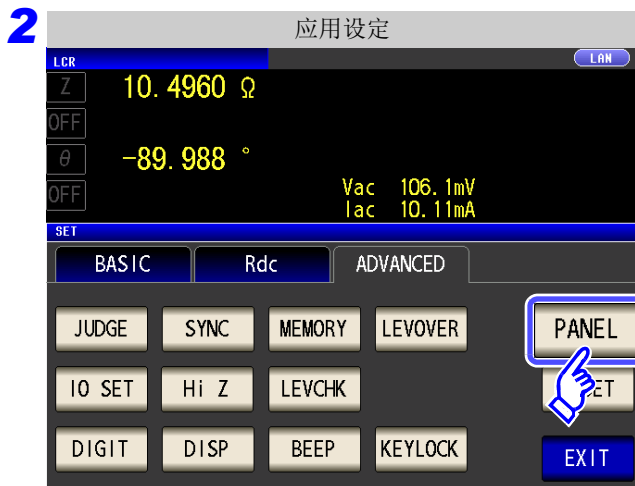 2
应用设定
LCR
LAN
Z 10.4960 Ω
OFF
θ -89.988 °
OFF
Vac 106.1mV
Iac 10.11mA
SET
BASIC Rdc ADVANCED
JUDGE SYNC MEMORY LEVOVER PANEL
IO SET Hi Z LEVCHK
DIGIT DISP BEEP KEYLOCK EXIT